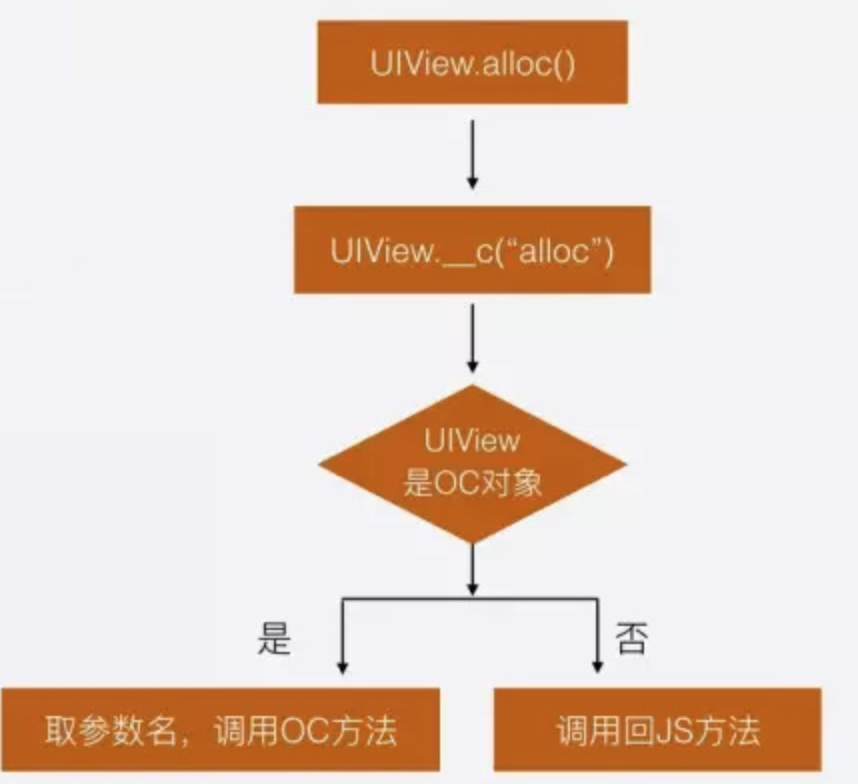 UIView.alloc()
UIView.__c(“alloc”)
UIView
是OC对象
是
否
取参数名，调用OC方法
调用回JS方法